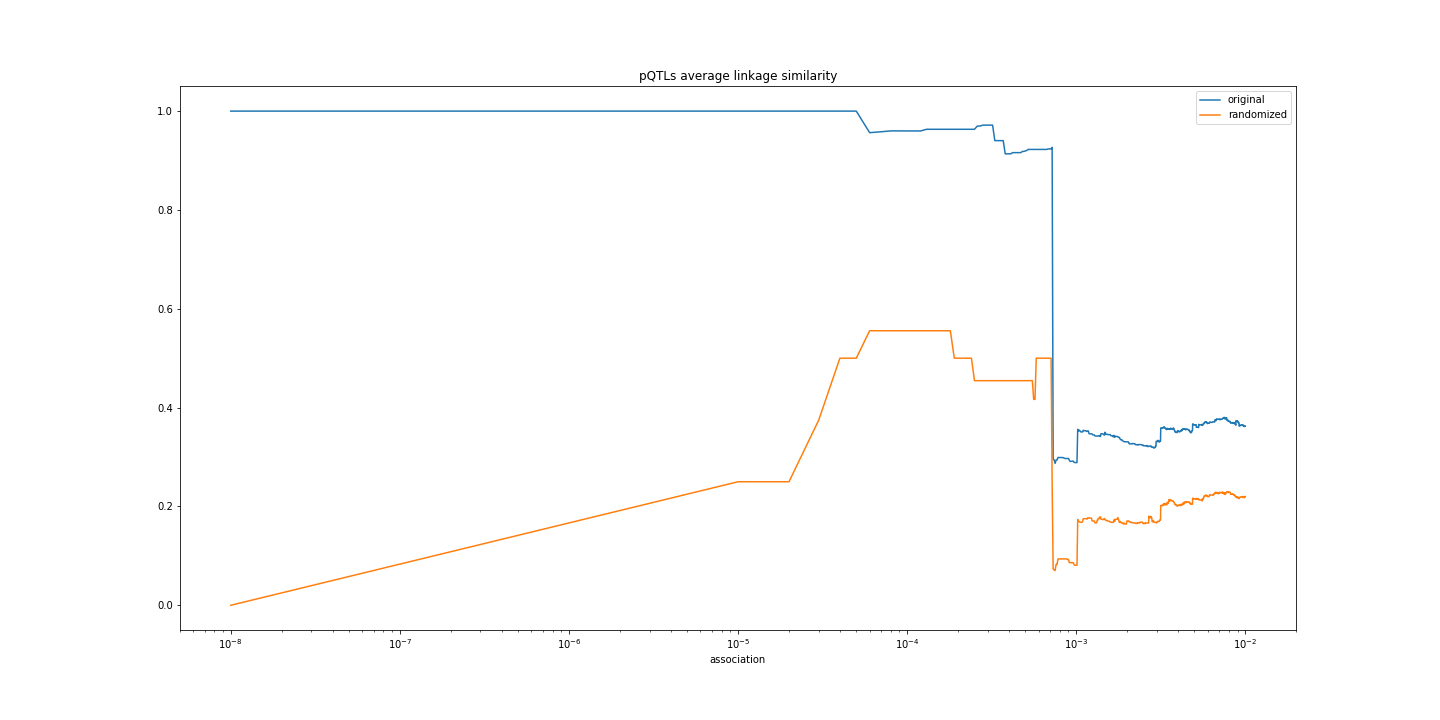 pQTLs average linkage similarity
original
randomized
1.0
0.8
0.6
0.4
0.2
0.0
10⁻⁸ 10⁻⁷ 10⁻⁶ 10⁻⁵ 10⁻⁴ 10⁻³ 10⁻²
association